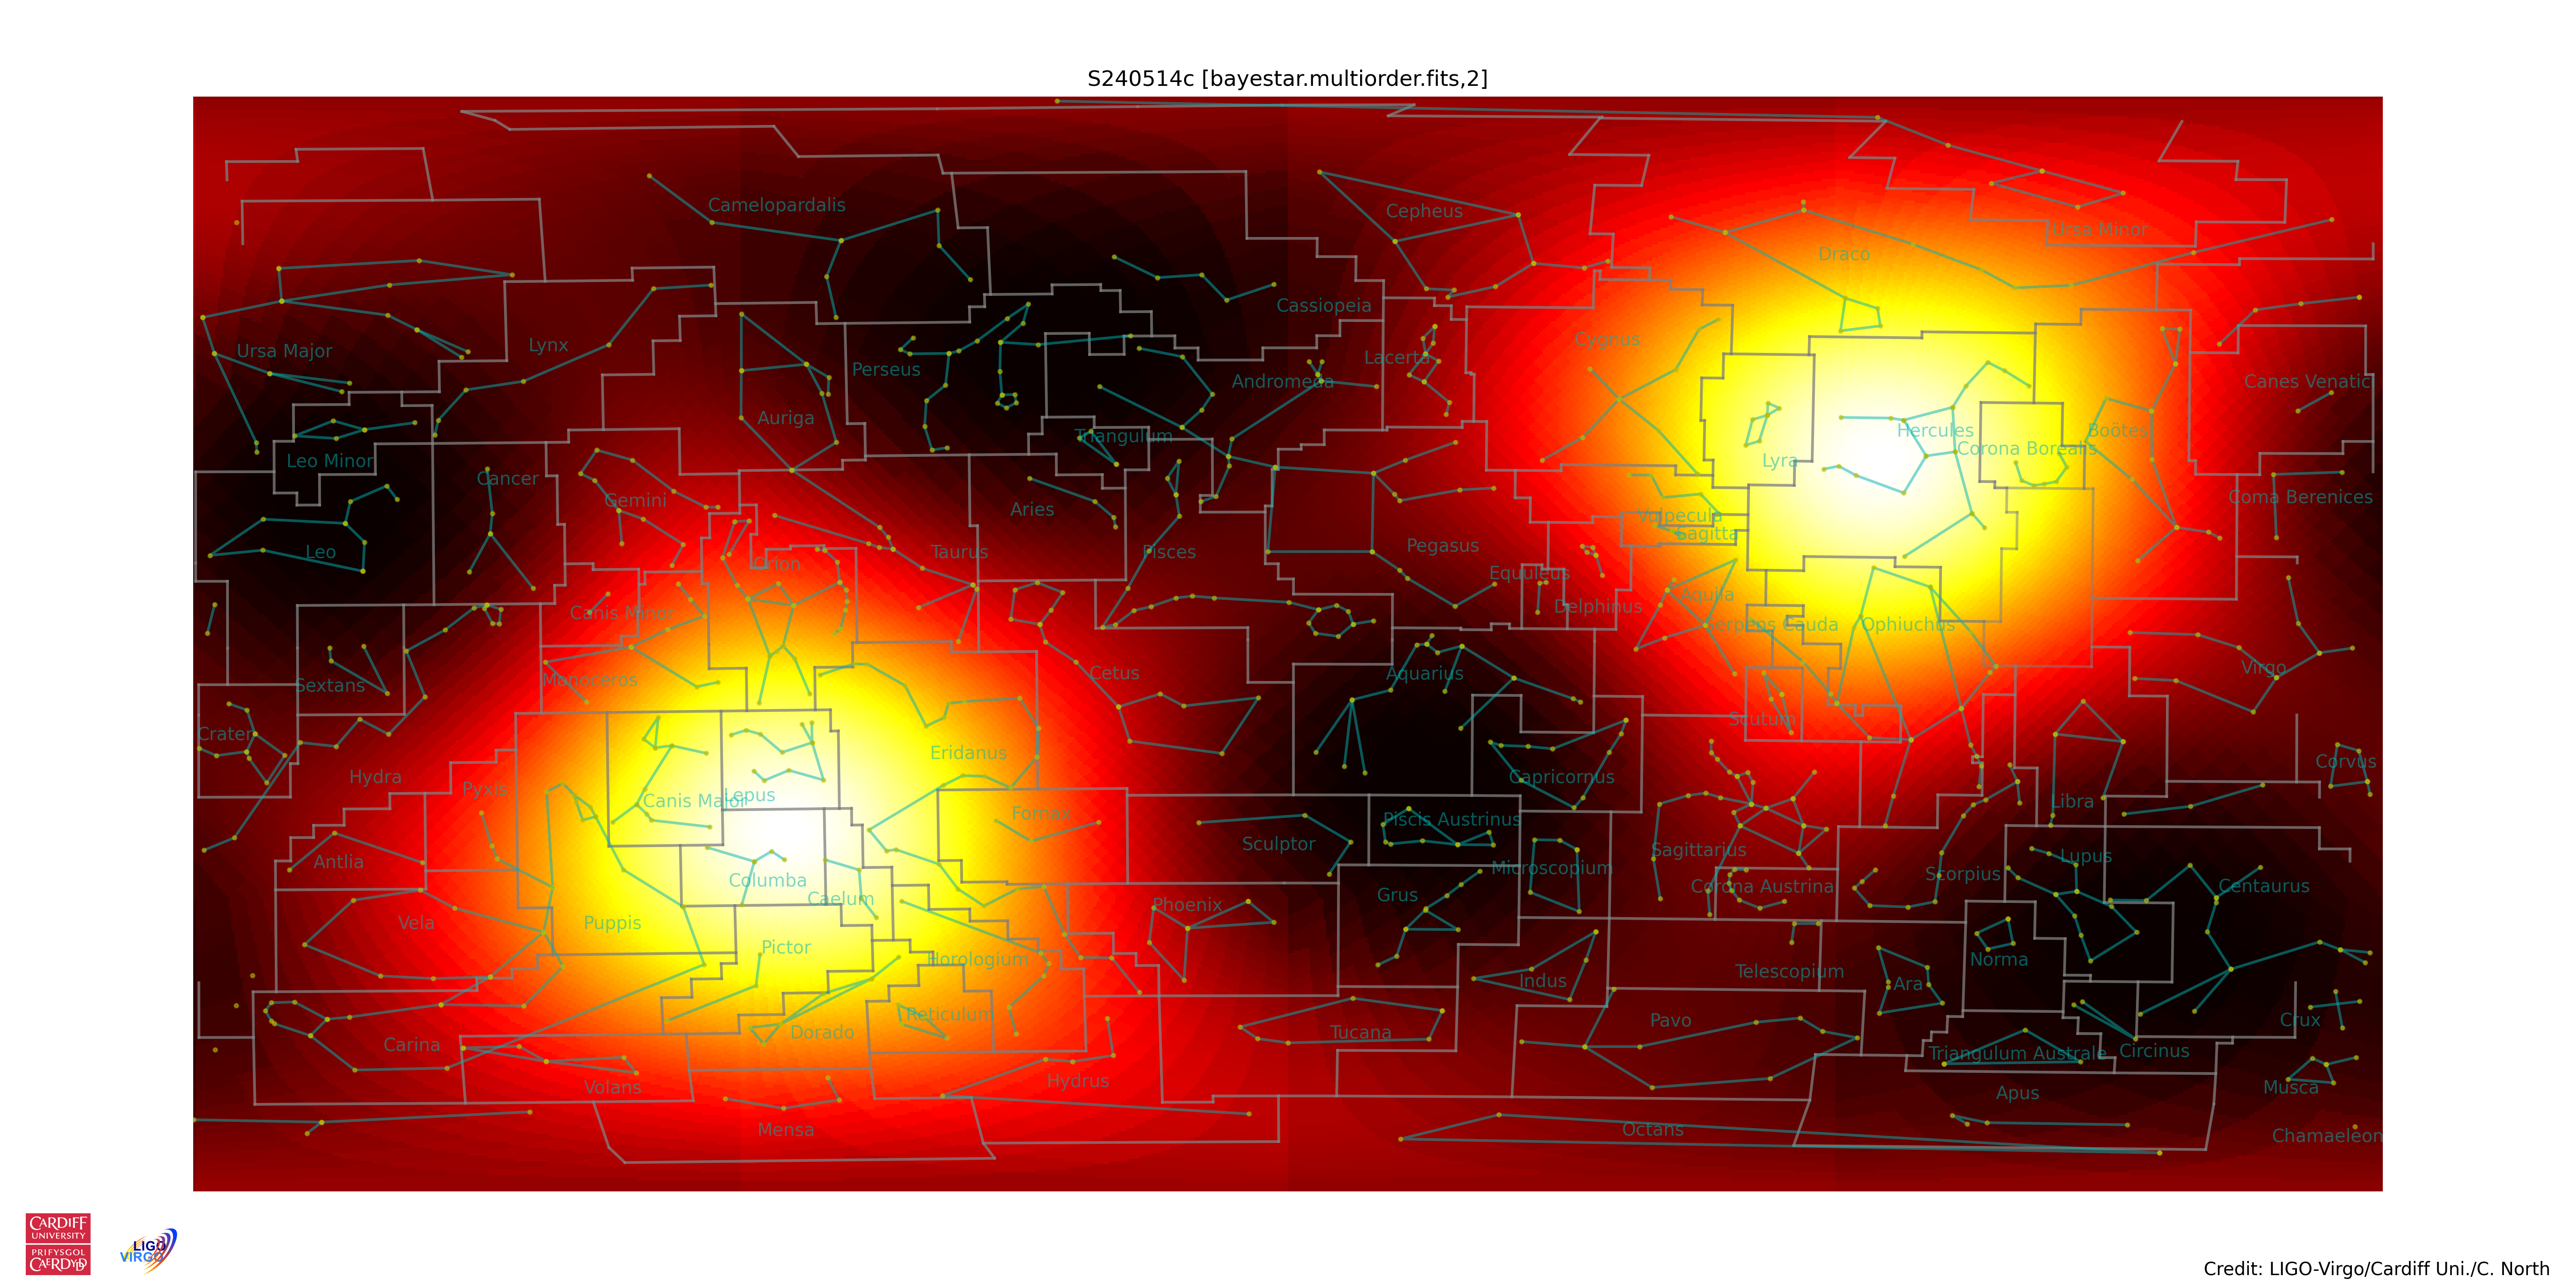 S240514c [bayestar.multiorder.fits,2]
Camelopardalis
Cepheus
Ursa Minor
Draco
Cassiopeia
Cygnus
Ursa Major
Lynx
Lacerta
Perseus
Andromeda
Canes Venatici
Auriga
Triangulum
Hercules
Boötes
Corona Borealis
Leo Minor
Lyra
Cancer
Gemini
Coma Berenices
Aries
Vulpecula
Sagitta
Leo
Taurus
Pisces
Pegasus
Orion
Equuleus
Aquila
Canis Minor
Delphinus
Serpens Cauda
Ophiuchus
Sextans
Monoceros
Cetus
Aquarius
Virgo
Crater
Scutum
Eridanus
Hydra
Capricornus
Corvus
Pyxis
Lepus
Canis Major
Libra
Fornax
Piscis Austrinus
Sculptor
Sagittarius
Antlia
Microscopium
Lupus
Columba
Scorpius
Corona Austrina
Centaurus
Caelum
Grus
Phoenix
Vela
Puppis
Pictor
Horologium
Norma
Telescopium
Indus
Ara
Reticulum
Pavo
Crux
Dorado
Tucana
Carina
Triangulum Australe
Circinus
Hydrus
Volans
Apus
Musca
Mensa
Octans
Chamaeleon
CARDIFF
UNIVERSITY
PRIFYSGOL
CAERDYDD
LIGO
VIRGO
Credit: LIGO-Virgo/Cardiff Uni./C. North